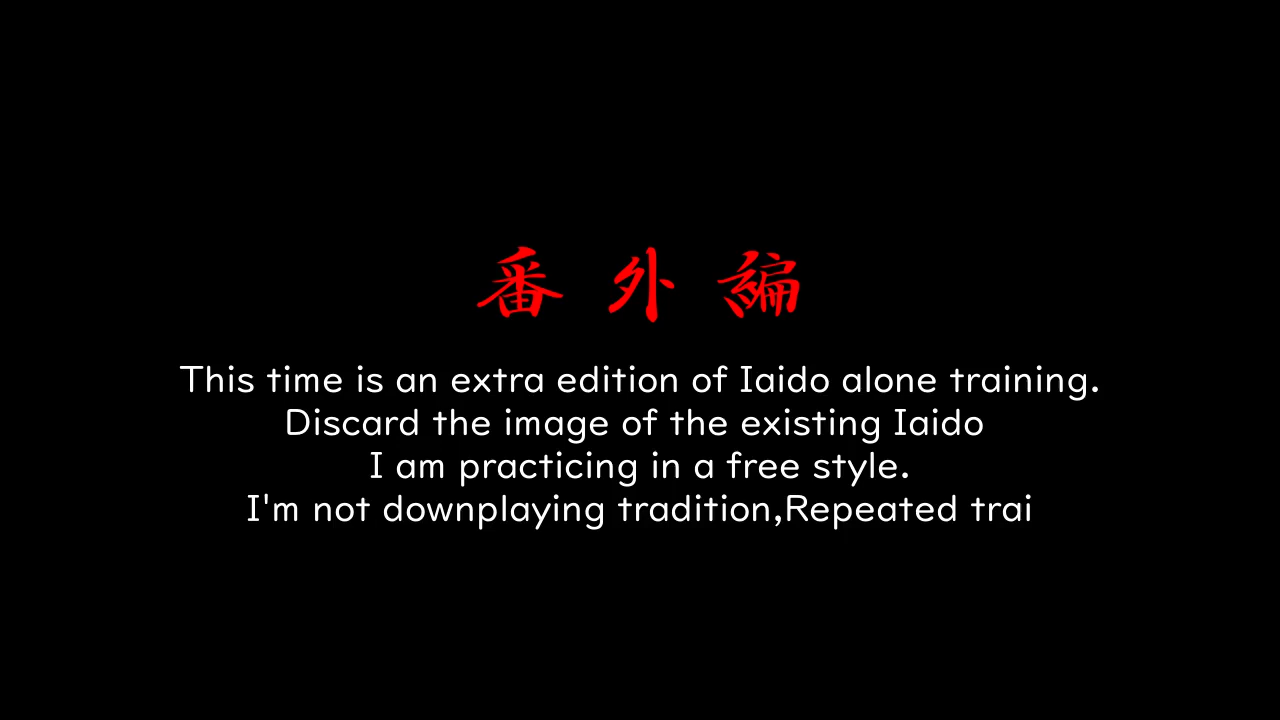 番外編
This time is an extra edition of Iaido alone training.
Discard the image of the existing Iaido
I am practicing in a free style.
I'm not downplaying tradition,Repeated trai